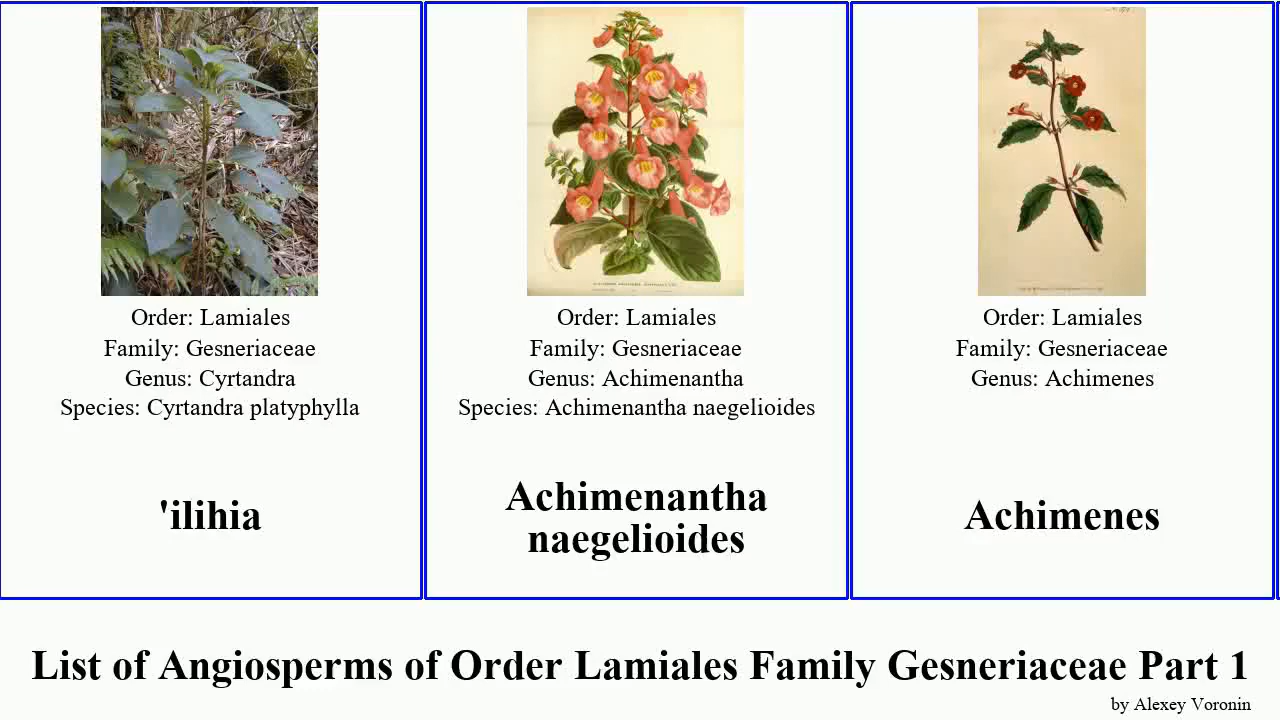 Order: Lamiales
Family: Gesneriaceae
Genus: Cyrtandra
Species: Cyrtandra platyphylla
'ilihia
Order: Lamiales
Family: Gesneriaceae
Genus: Achimenantha
Species: Achimenantha naegelioides
Achimenantha
naegelioides
Order: Lamiales
Family: Gesneriaceae
Genus: Achimenes
Achimenes
List of Angiosperms of Order Lamiales Family Gesneriaceae Part 1
by Alexey Voronin